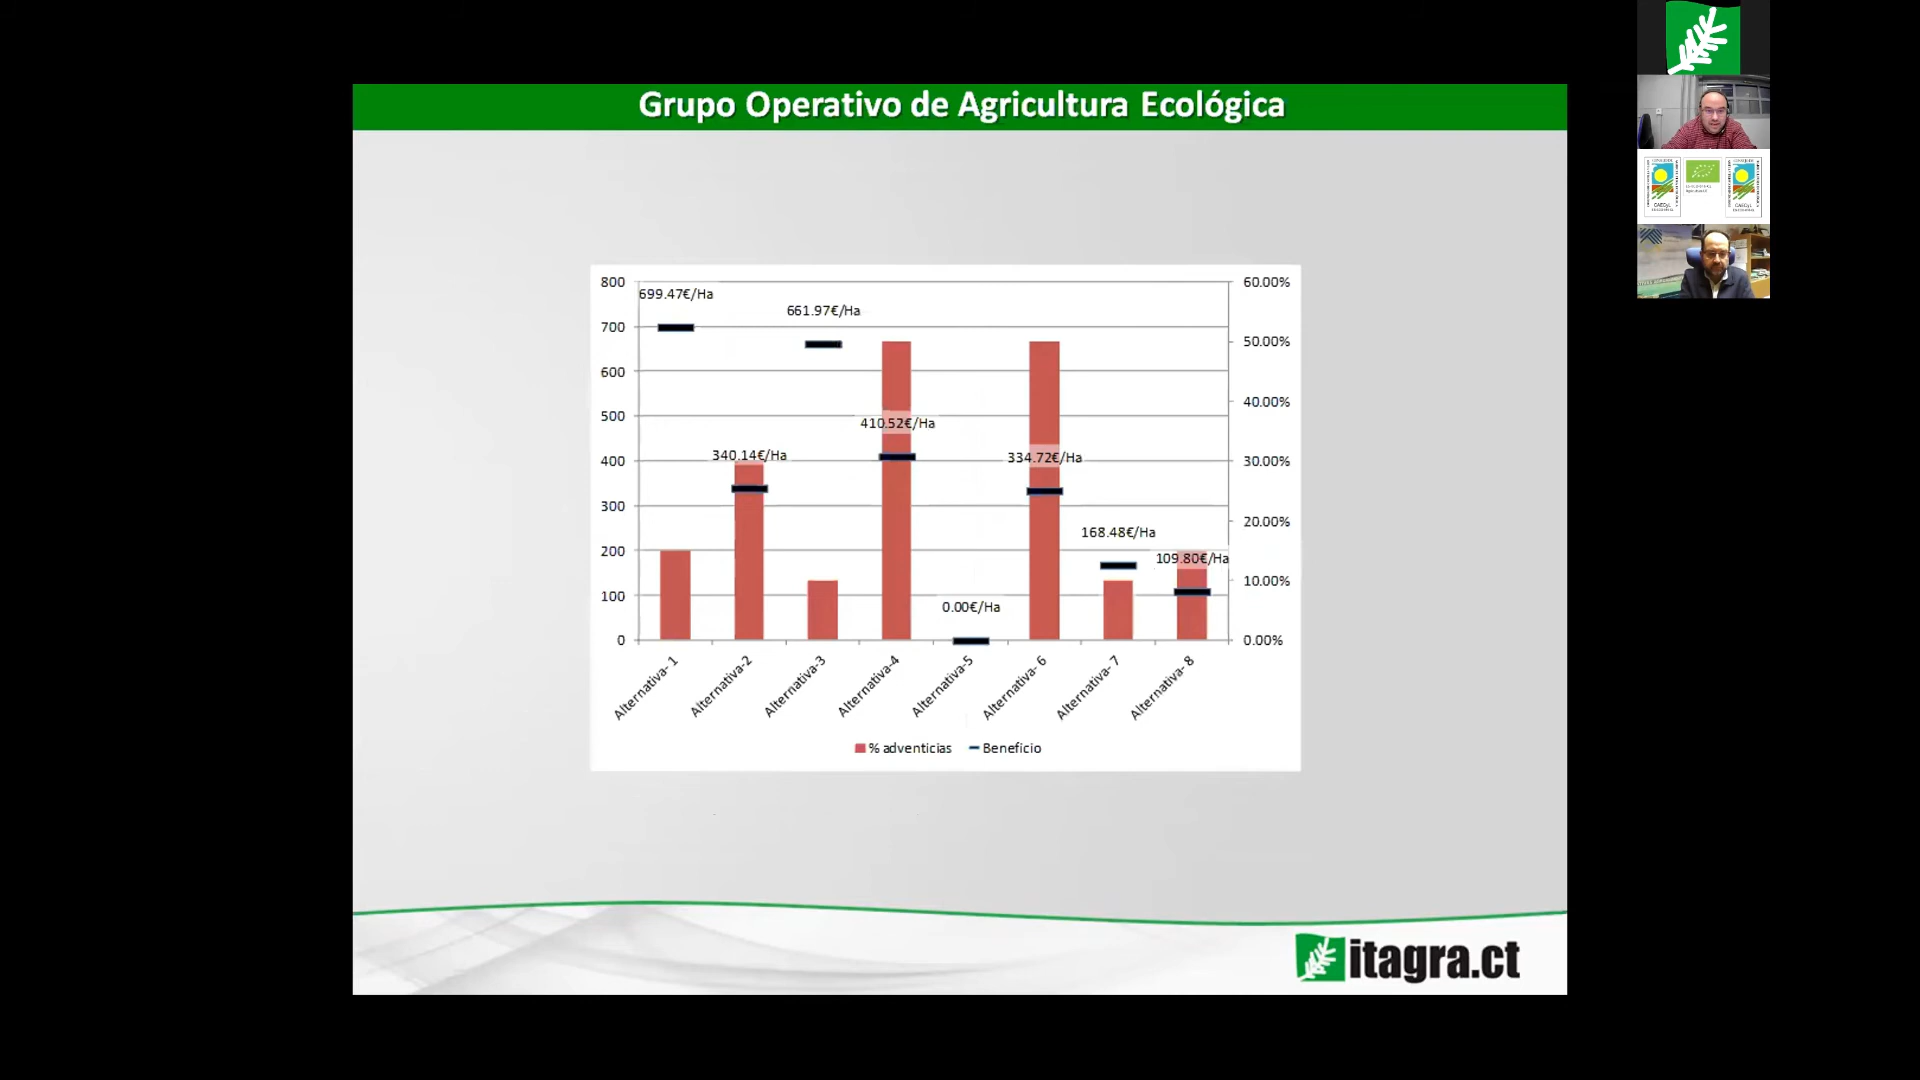 Grupo Operativo de Agricultura Ecológica
800
700
600
500
400
300
200
100
0
60.00%
50.00%
40.00%
30.00%
20.00%
10.00%
0.00%
699.47€/Ha
340.14€/Ha
661.97€/Ha
410.52€/Ha
0.00€/Ha
334.72€/Ha
168.48€/Ha
109.80€/Ha
Alternativa- 1
Alternativa-2
Alternativa-3
Alternativa-4
Alternativa-5
Alternativa- 6
Alternativa- 7
Alternativa- 8
% adventicias
Beneficio
itagra.ct
CAECyL
CAECyL